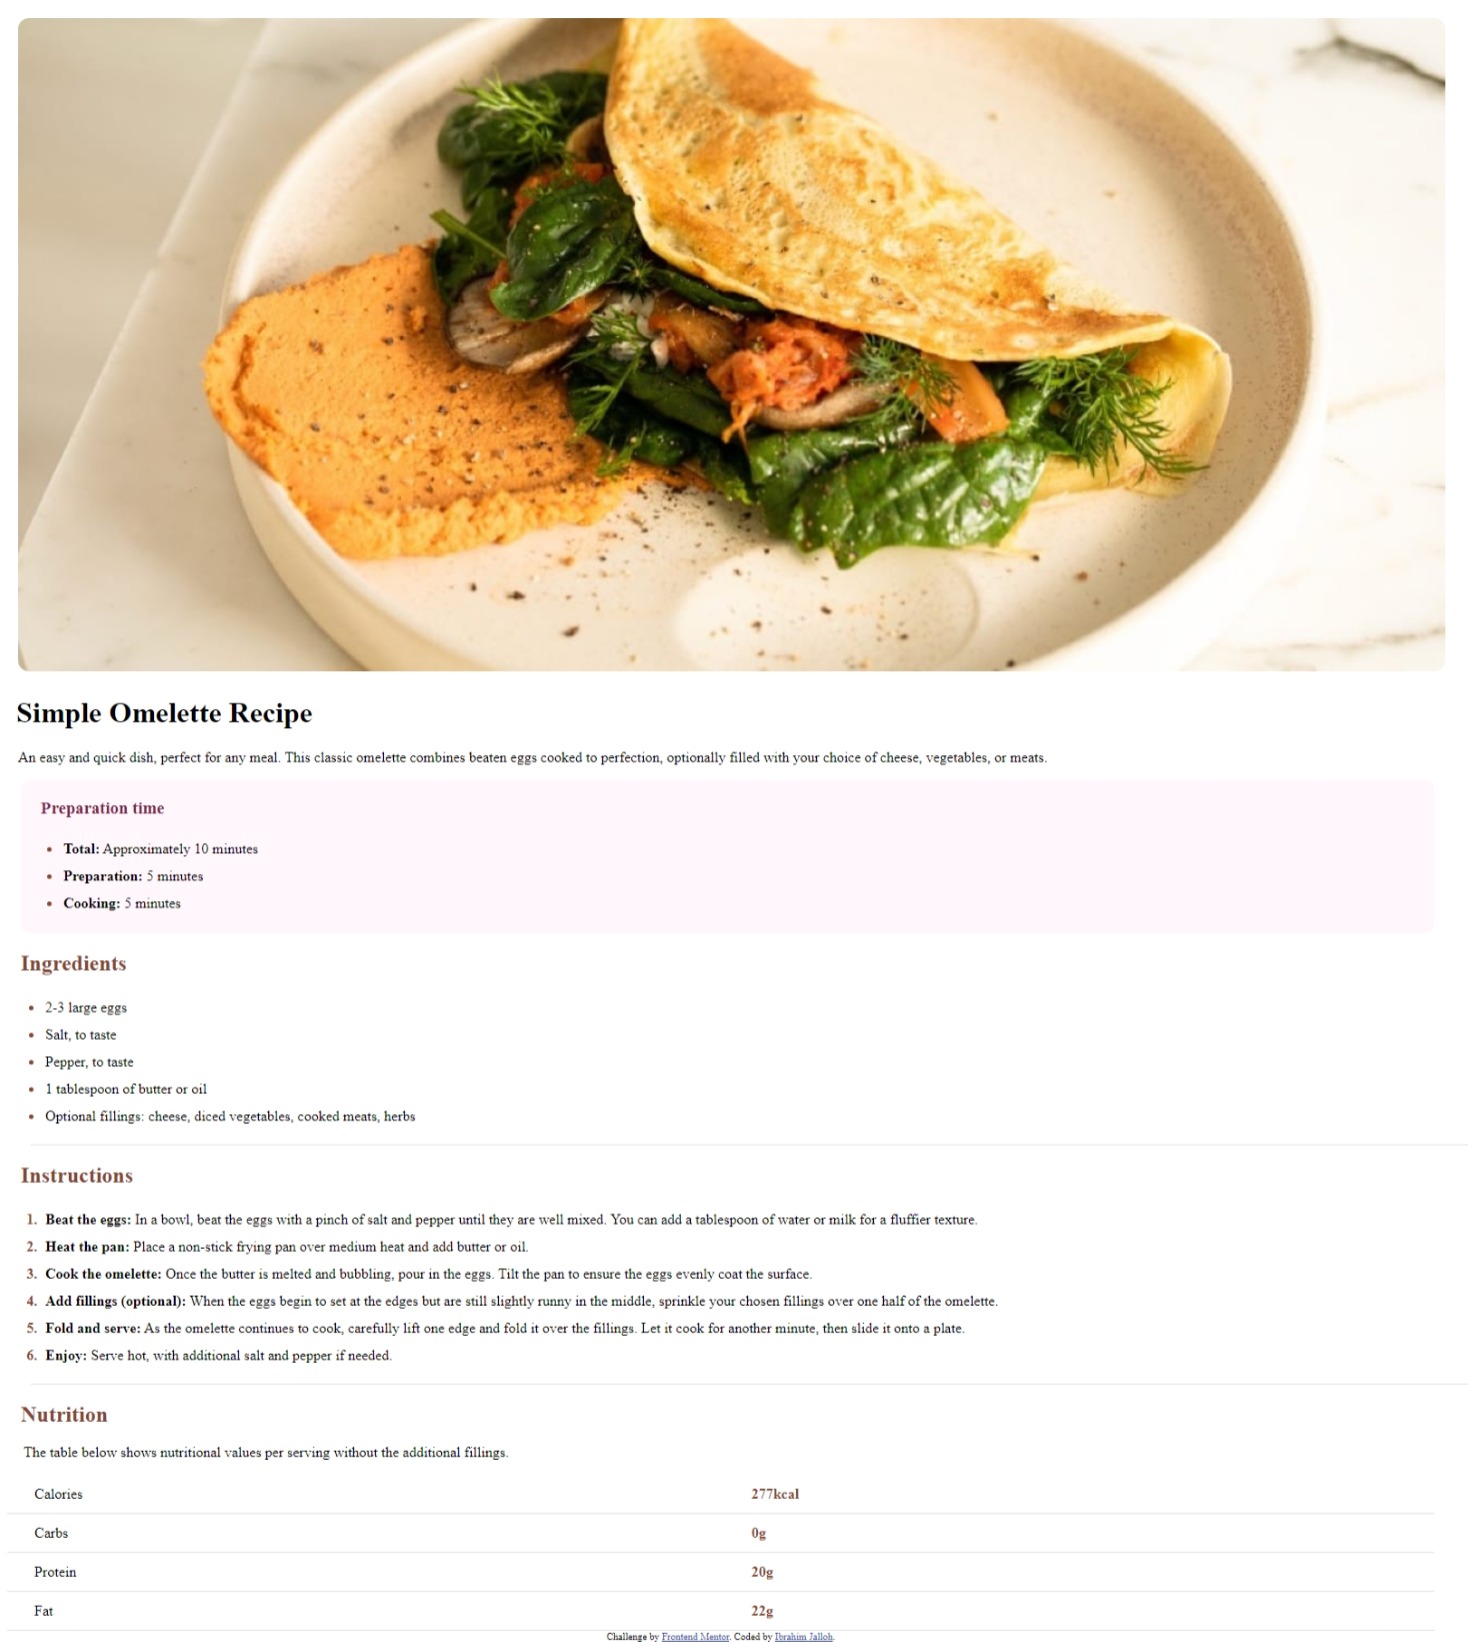 Simple Omelette Recipe
An easy and quick dish, perfect for any meal. This classic omelette combines beaten eggs cooked to perfection, optionally filled with your choice of cheese, vegetables, or meats.
Preparation time
• Total: Approximately 10 minutes
• Preparation: 5 minutes
• Cooking: 5 minutes
Ingredients
• 2-3 large eggs
• Salt, to taste
• Pepper, to taste
• 1 tablespoon of butter or oil
• Optional fillings: cheese, diced vegetables, cooked meats, herbs
Instructions
1. Beat the eggs: In a bowl, beat the eggs with a pinch of salt and pepper until they are well mixed. You can add a tablespoon of water or milk for a fluffier texture.
2. Heat the pan: Place a non-stick frying pan over medium heat and add butter or oil.
3. Cook the omelette: Once the butter is melted and bubbling, pour in the eggs. Tilt the pan to ensure the eggs evenly coat the surface.
4. Add fillings (optional): When the eggs begin to set at the edges but are still slightly runny in the middle, sprinkle your chosen fillings over one half of the omelette.
5. Fold and serve: As the omelette continues to cook, carefully lift one edge and fold it over the fillings. Let it cook for another minute, then slide it onto a plate.
6. Enjoy: Serve hot, with additional salt and pepper if needed.
Nutrition
The table below shows nutritional values per serving without the additional fillings.
Calories 277kcal
Carbs 0g
Protein 20g
Fat 22g
Challenge by Frontend Mentor. Coded by Ibrahim Jalloh.